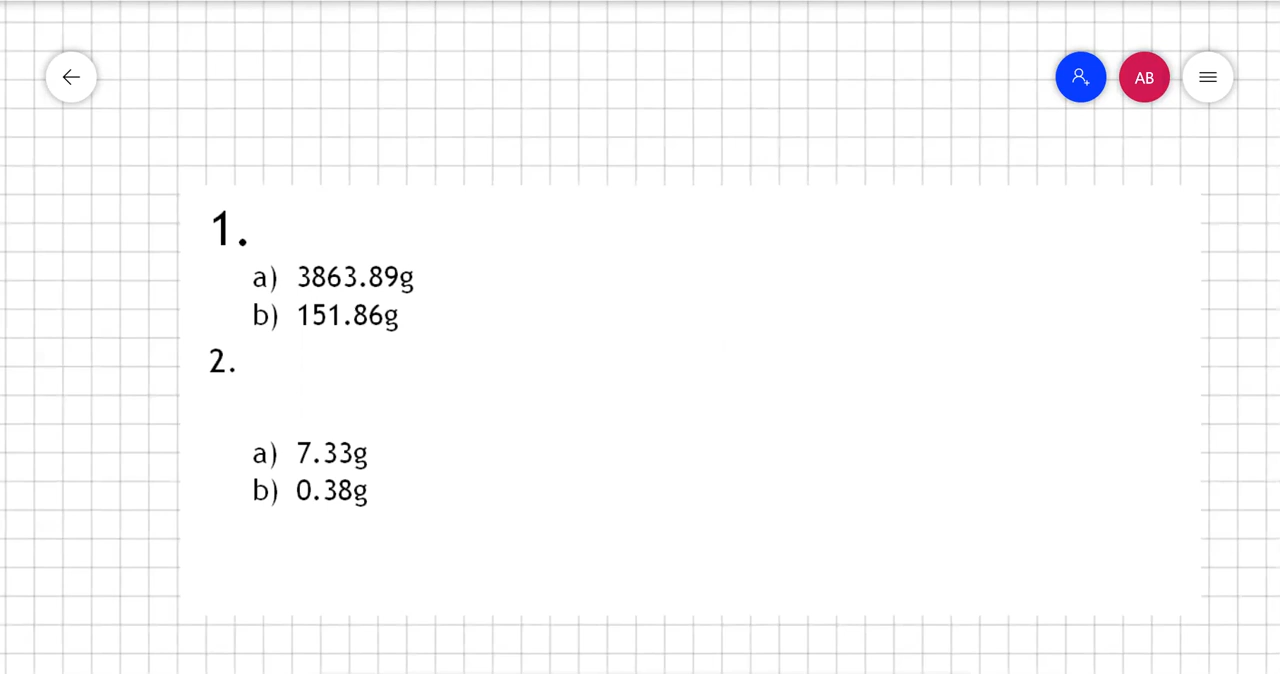 AB
1.
a) 3863.89g
b) 151.86g
2.
a) 7.33g
b) 0.38g